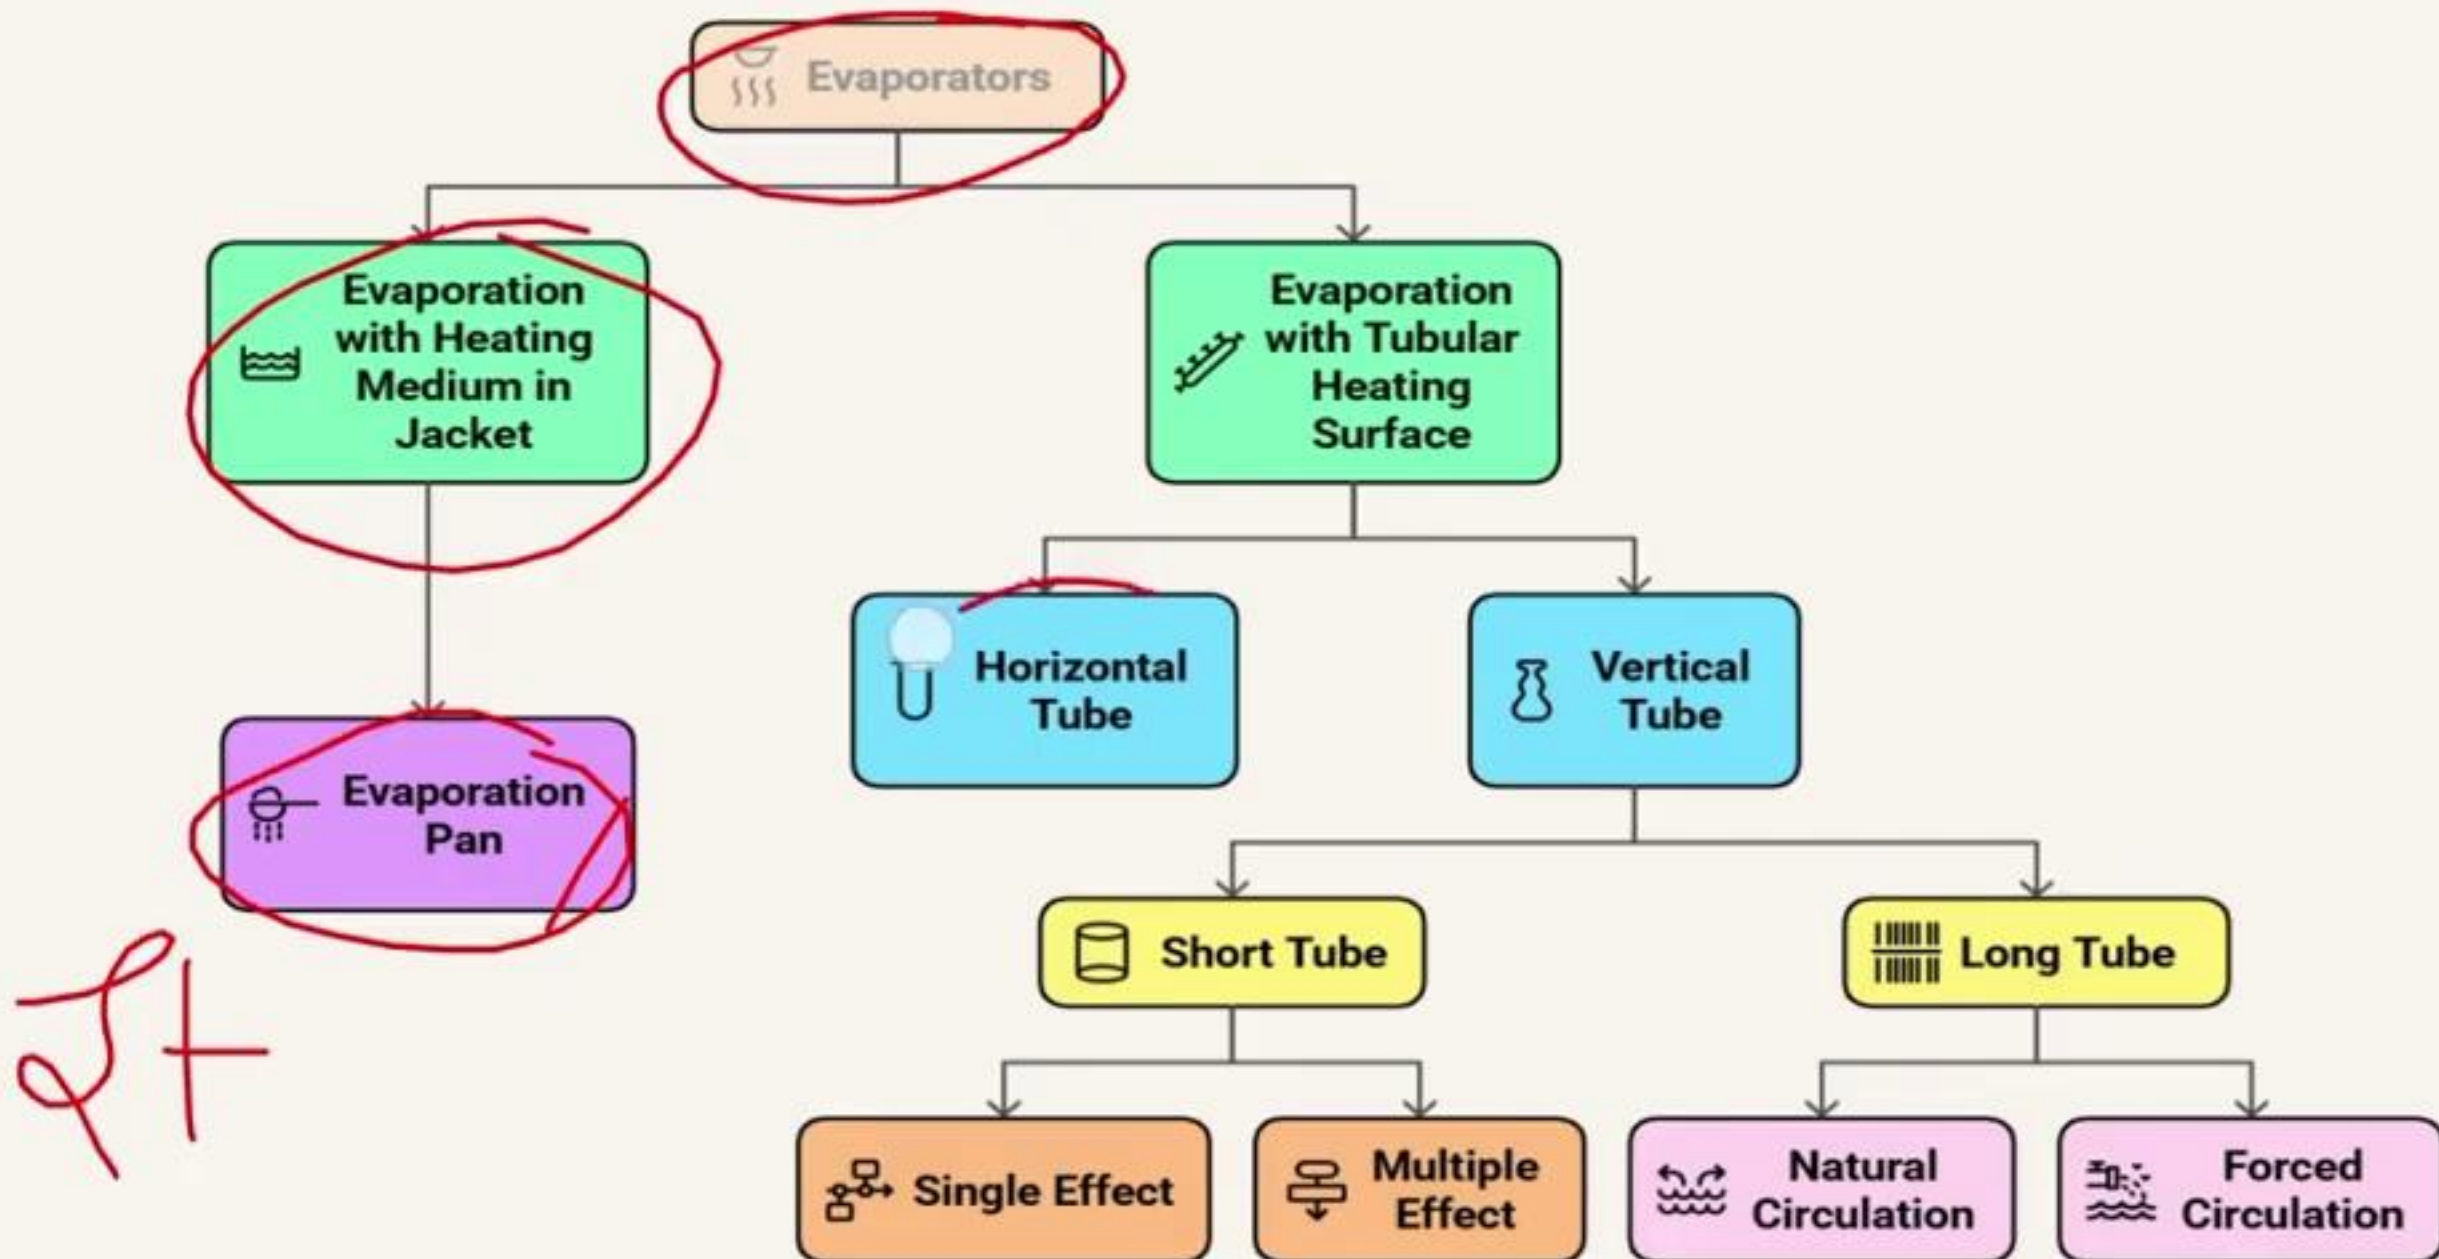 Evaporators
Evaporation
with Heating
Medium in
Jacket
Evaporation
with Tubular
Heating
Surface
Horizontal
Tube
Vertical
Tube
Evaporation
Pan
Short Tube
Long Tube
Single Effect
Multiple
Effect
Natural
Circulation
Forced
Circulation